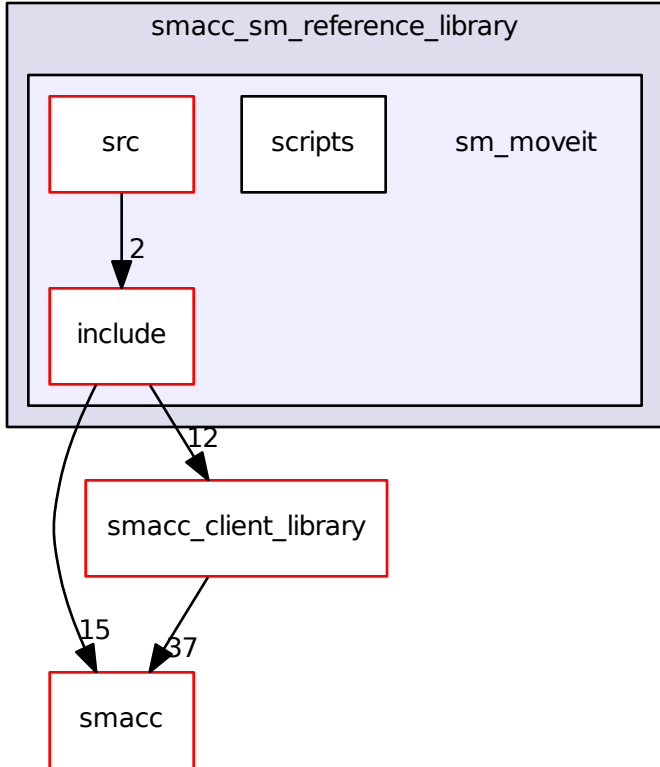 smacc_sm_reference_library
src
scripts
sm_moveit
2
include
12
smacc_client_library
15
37
smacc